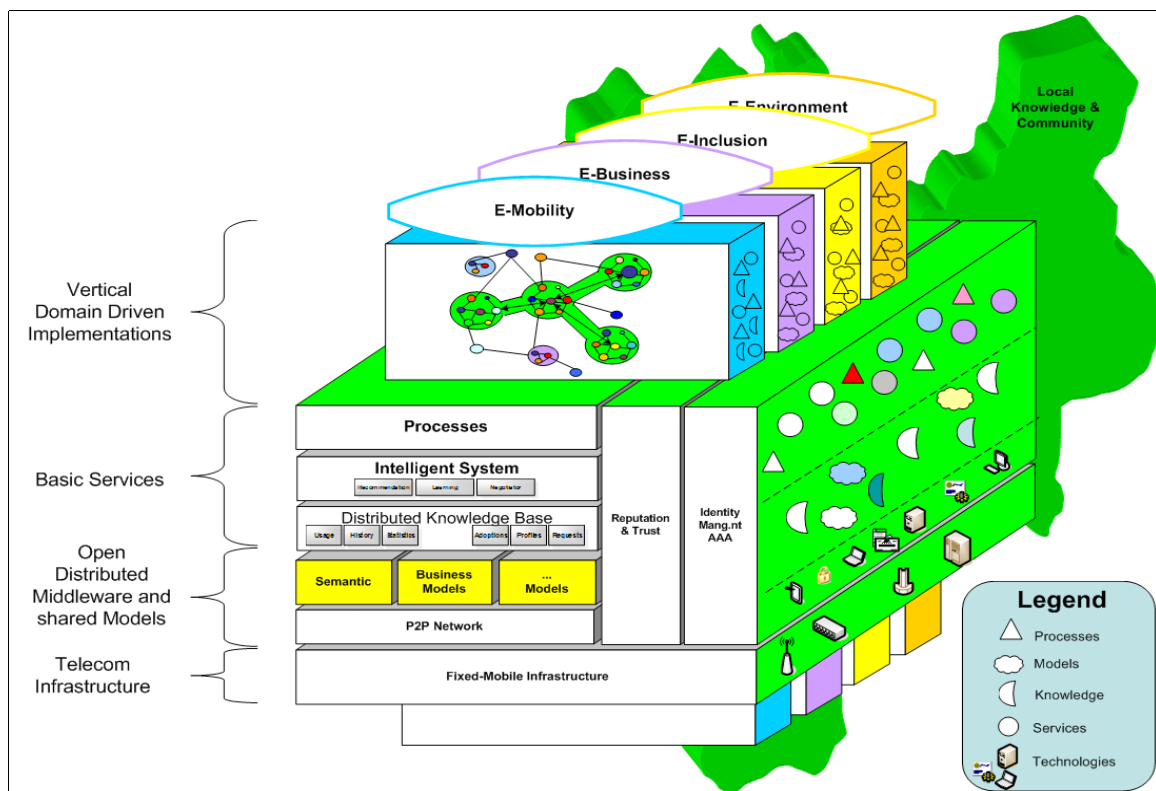 Local
Knowledge &
Community
E-Environment
E-Inclusion
E-Business
E-Mobility
Vertical
Domain Driven
Implementations
Processes
Intelligent System
Recommendation
Learning
Negotiator
Basic Services
Distributed Knowledge Base
Usage
History
Statistics
Adoptions
Profiles
Requests
Reputation
& Trust
Identity
Mang.nt
AAA
Open
Distributed
Middleware and
shared Models
Semantic
Business
Models
...
Models
P2P Network
Telecom
Infrastructure
Fixed-Mobile Infrastructure
Legend
Processes
Models
Knowledge
Services
Technologies